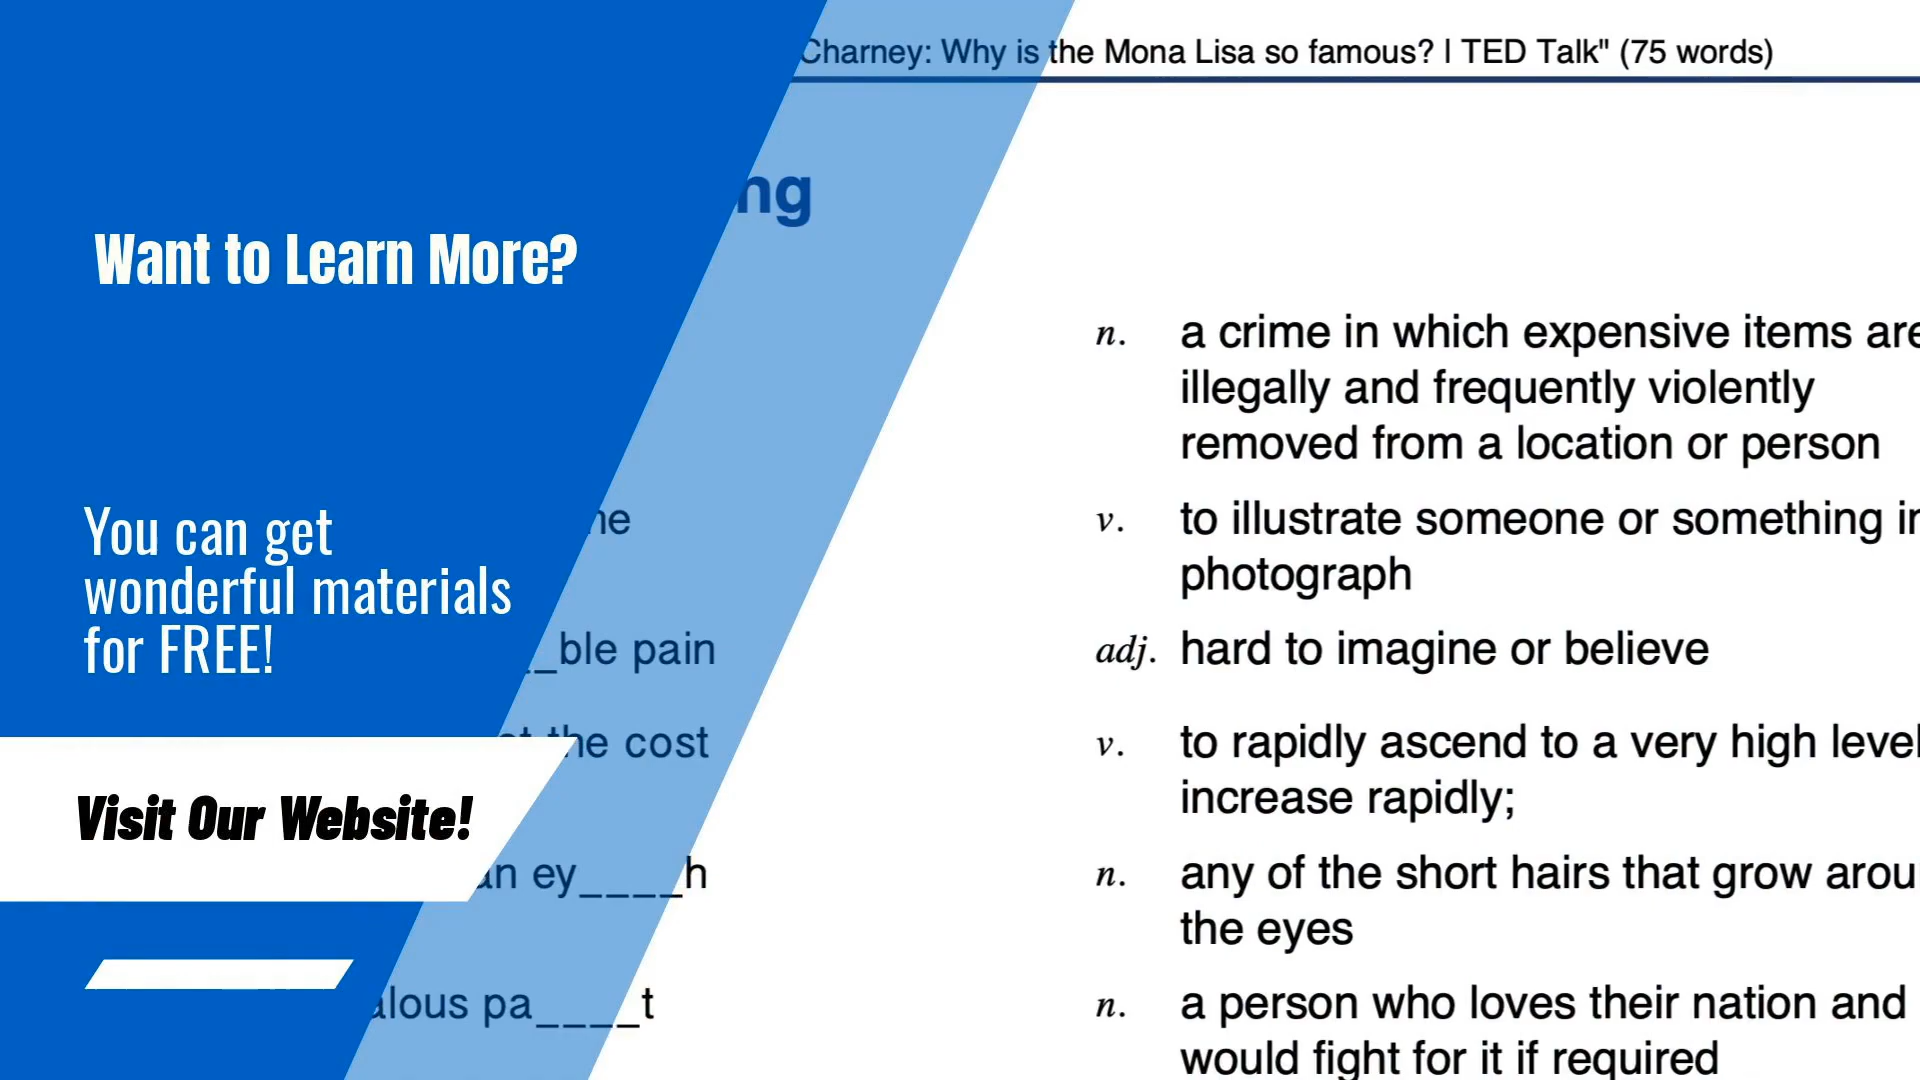 Charney: Why is the Mona Lisa so famous? | TED Talk" (75 words)
Want to Learn More?
You can get
wonderful materials
for FREE!
Visit Our Website!
n. a crime in which expensive items are
illegally and frequently violently
removed from a location or person
v. to illustrate someone or something in
photograph
_ble pain adj. hard to imagine or believe
the cost v. to rapidly ascend to a very high level
increase rapidly;
ey____h n. any of the short hairs that grow
the eyes
pa____t n. a person who loves their nation and
would fight for it if required